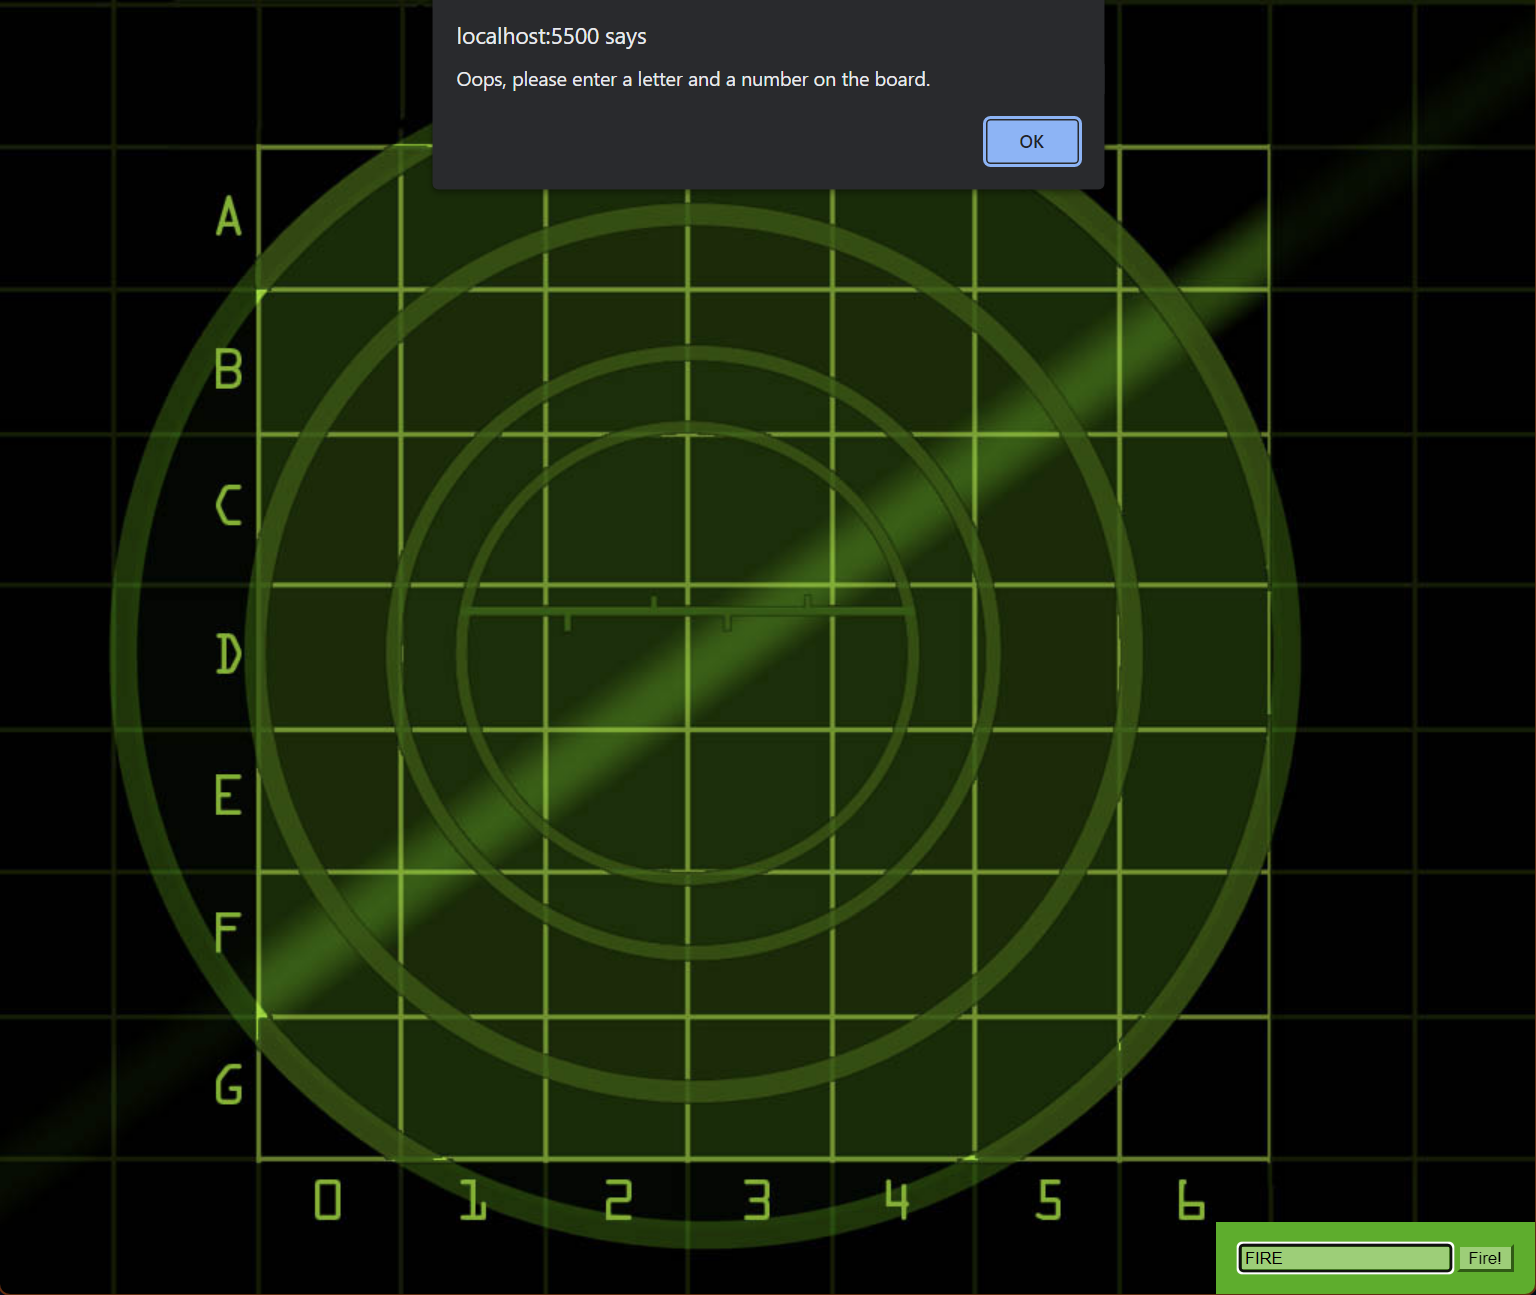 localhost:5500 says
Oops, please enter a letter and a number on the board.
OK
A
B
C
D
E
F
G
0 1 2 3 4 5 6
FIRE Fire!